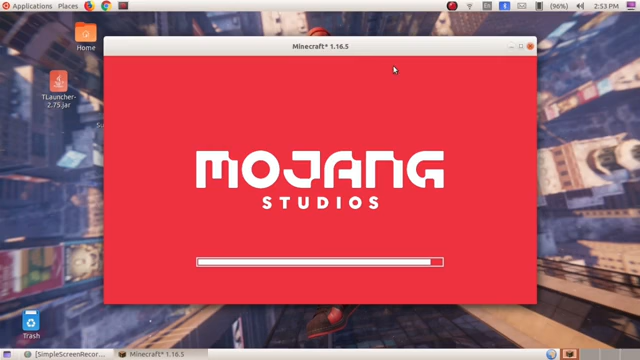 Applications Places (96%) 2:53 PM
Minecraft* 1.16.5
Home
TLauncher-
2.75.jar
MOJANG
STUDIOS
Trash
[SimpleScreenRecor... Minecraft* 1.16.5